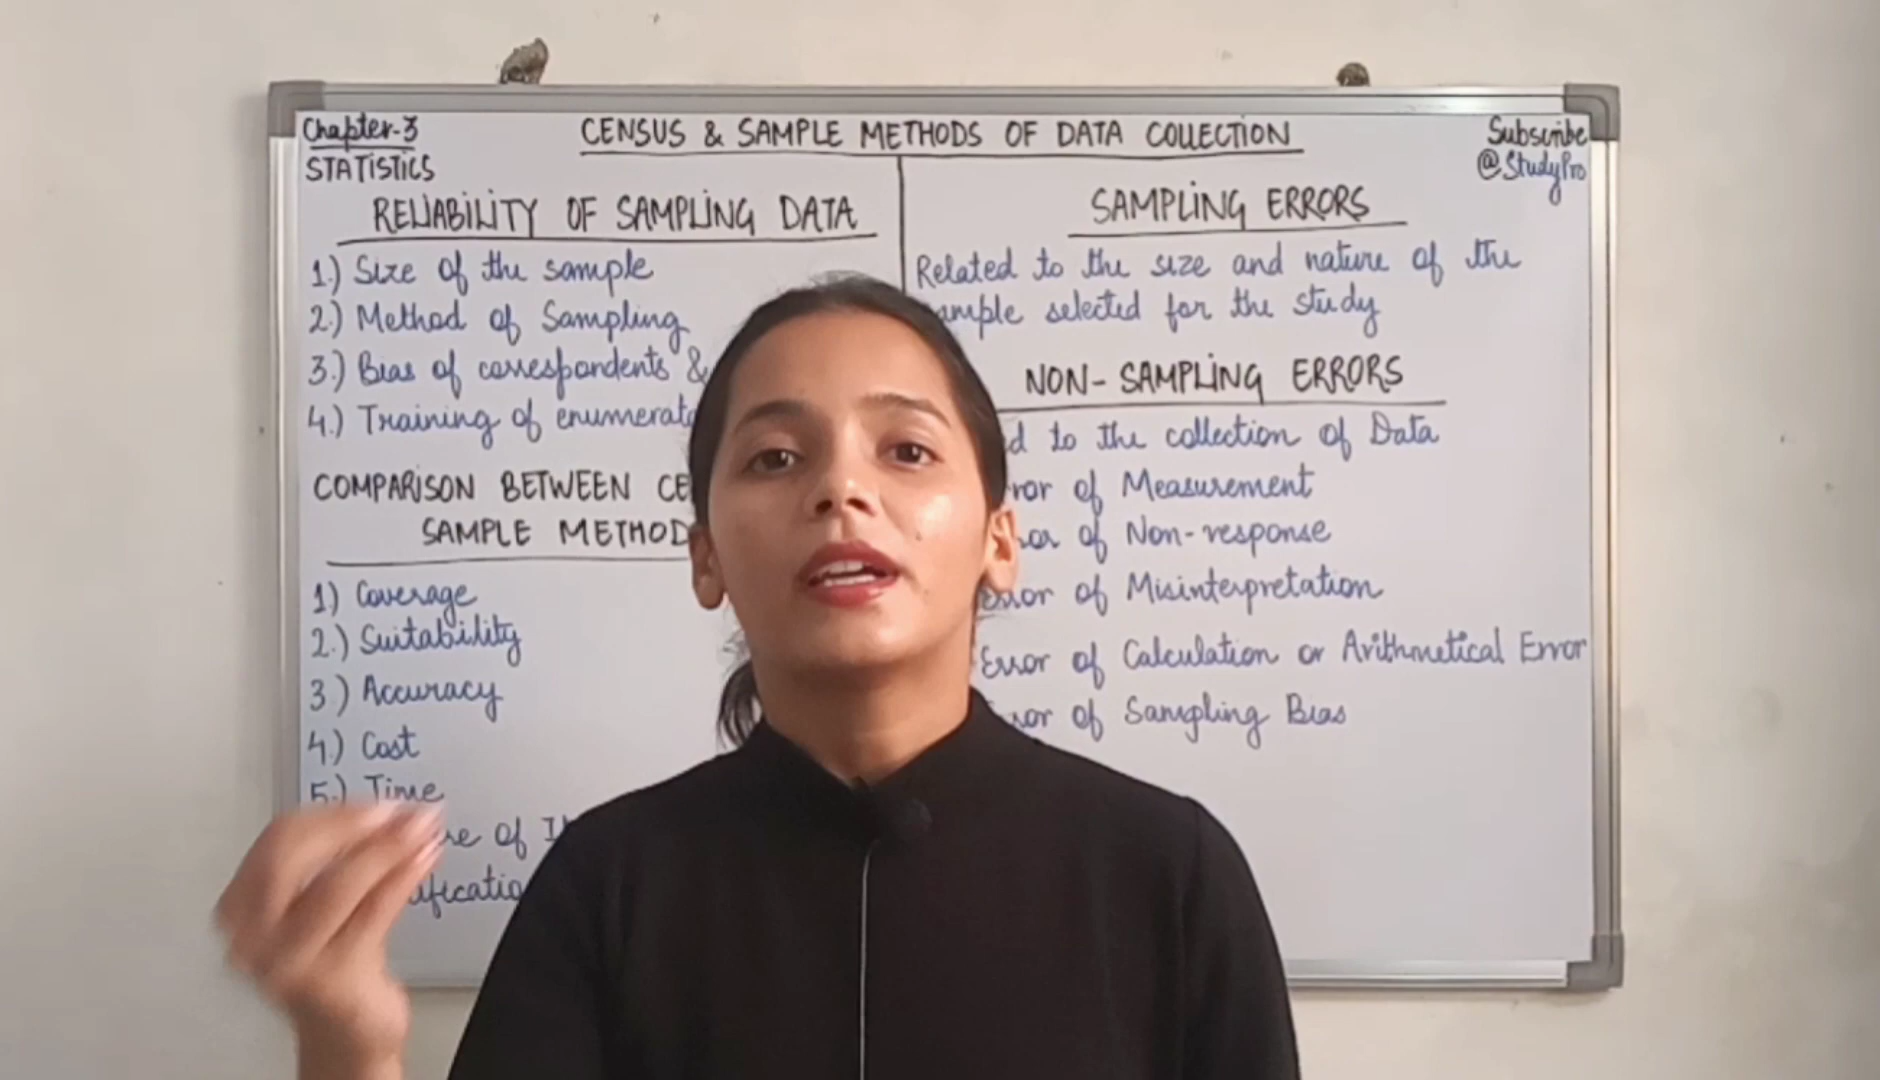 Chapter-3
STATISTICS
CENSUS & SAMPLE METHODS OF DATA COLLECTION
Subscribe
@StudyPro
RELIABILITY OF SAMPLING DATA
1.) Size of the sample
2.) Method of Sampling
3.) Bias of correspondents &
4.) Training of
COMPARISON BETWEEN
SAMPLE METHOD
1) Coverage
2.) Suitability
3) Accuracy
4.) Cost
5.) Time
of
SAMPLING ERRORS
Related to the size and nature of the
selected for the study
NON-SAMPLING ERRORS
to the collection of Data
of Measurement
of Non-response
Error of Misinterpretation
Error of Calculation or Arithmetical Error
of Sampling Bias